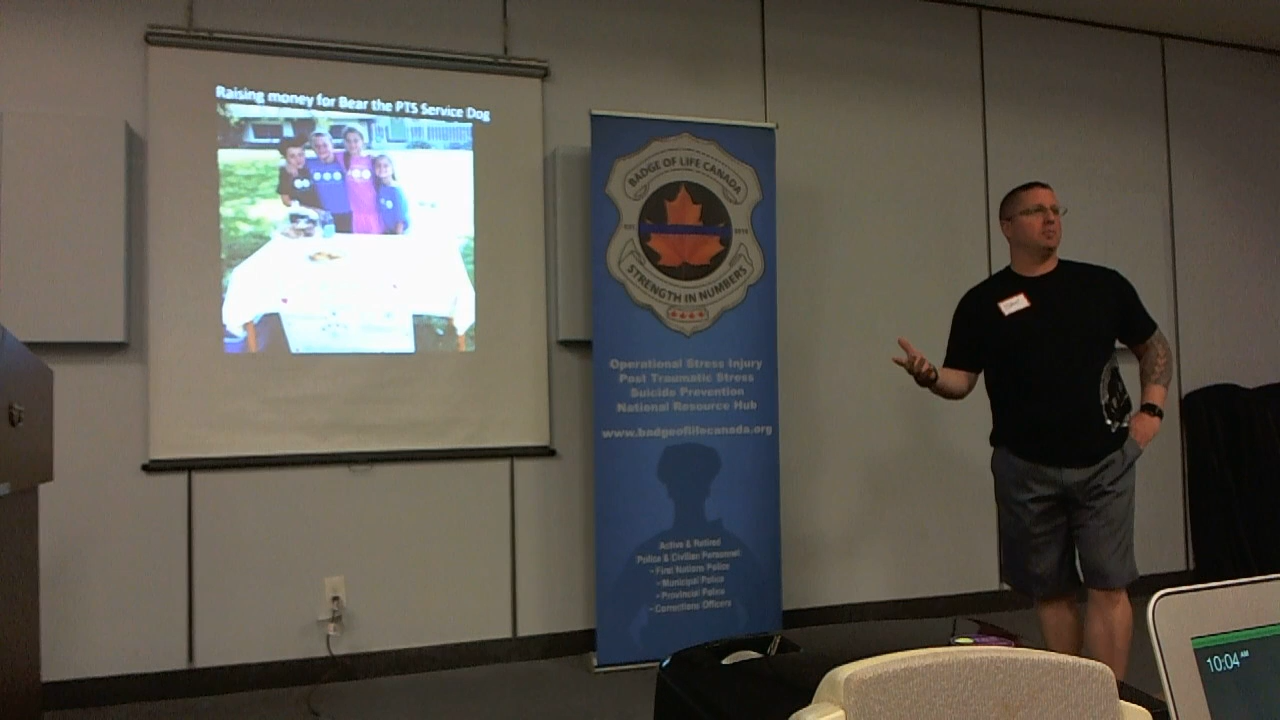 Raising money for Bear the PTS Service Dog
BADGE OF LIFE CANADA
STRENGTH IN NUMBERS
Operational Stress Injury
Post Traumatic Stress
Suicide Prevention
National Resource Hub
www.badgeoflifecanada.org
Active & Retired
Police & Civilian Personnel:
• First Nations Police
• Municipal Police
• Provincial Police
• Corrections Officers
10:04 AM